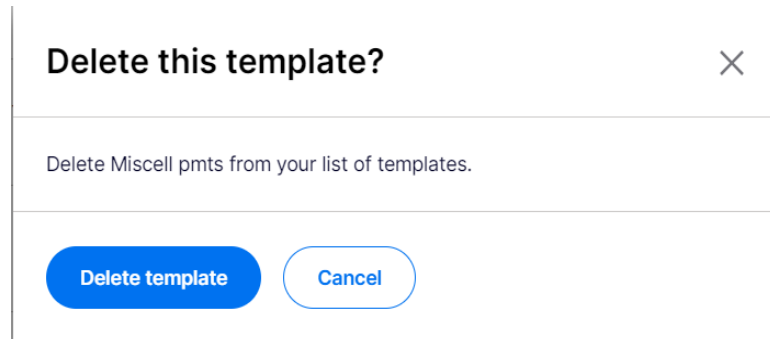 Delete this template?
Delete Miscell pmts from your list of templates.
Delete template
Cancel